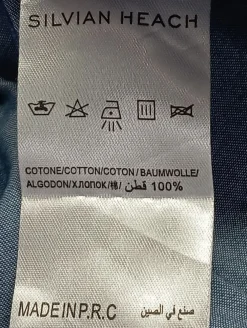 SILVIAN HEACH
COTONE/COTTON/COTON/BAUMWOLLE/
ALGODON/ХЛОПОК/棉/ قطن 100%
MADE IN P.R.C صنع في الصين